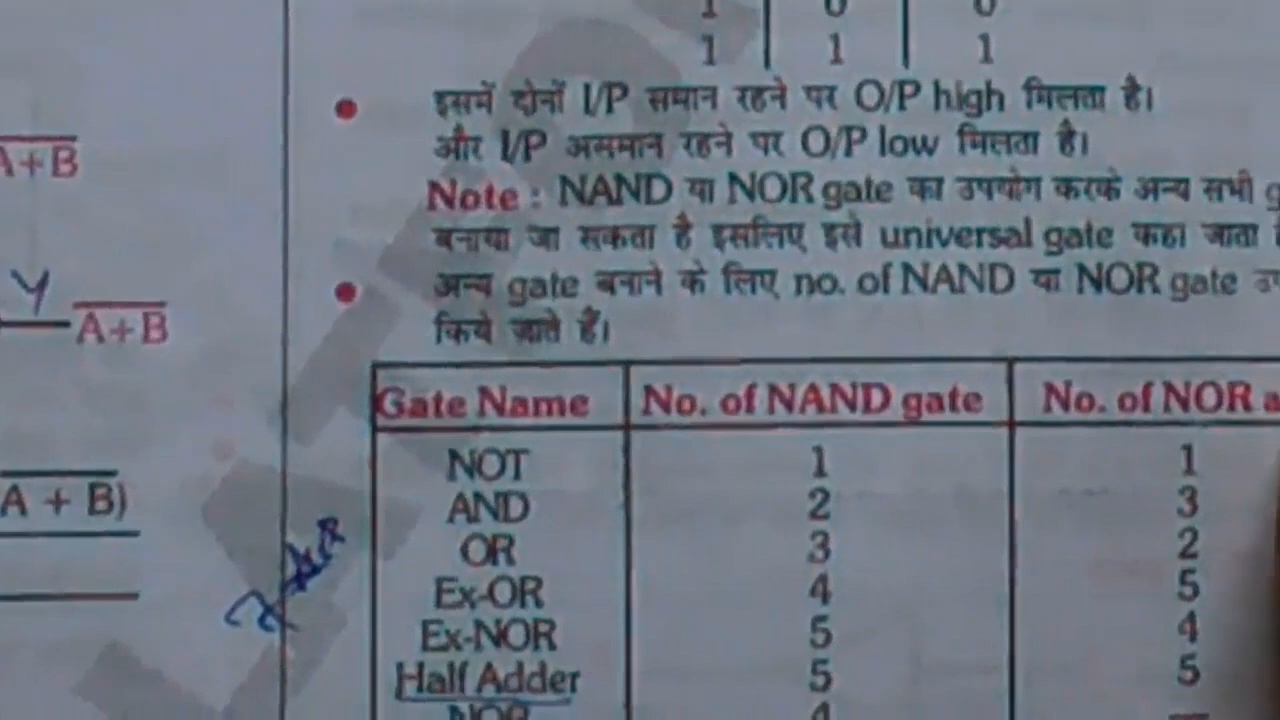 1 0 0
1 1 1
इसमें दोनों I/P समान रहने पर O/P high मिलता है।
और I/P असमान रहने पर O/P low मिलता है।
Note : NAND या NOR gate का उपयोग करके अन्य सभी g
बनाया जा सकता है इसलिए इसे universal gate कहा जाता
अन्य gate बनाने के लिए no. of NAND या NOR gate उप
किये जाते हैं।
A+B
Y
A+B
A + B)
Gate Name No. of NAND gate No. of NOR
NOT 1 1
AND 2 3
OR 3 2
Ex-OR 4 5
Ex-NOR 5 4
Half Adder 5 5
NOR 4